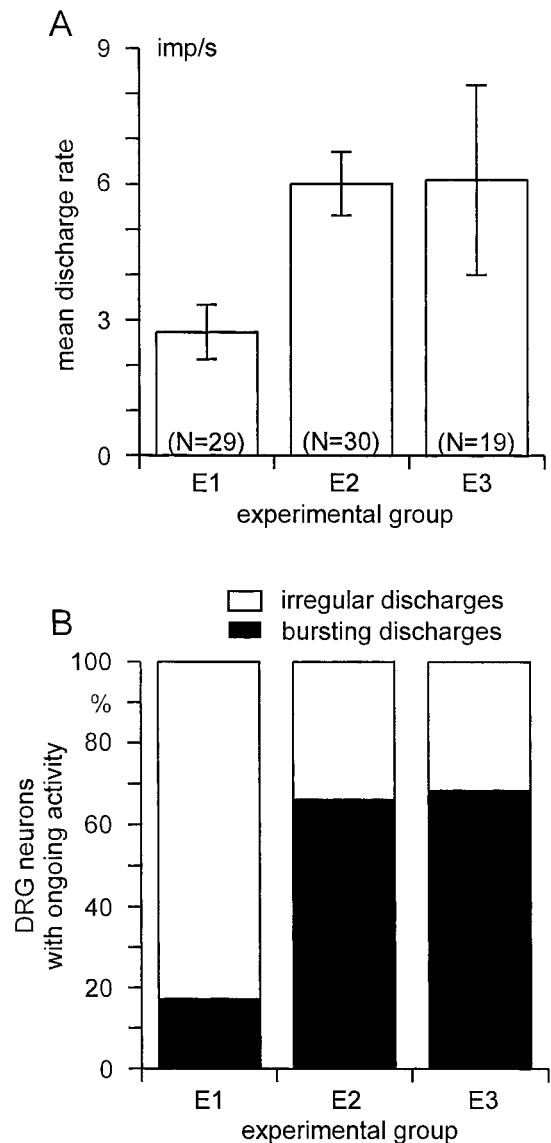 A
9
imp/s
6
3
0
mean discharge rate
(N=29)
(N=30)
(N=19)
E1
E2
E3
experimental group
B
irregular discharges
bursting discharges
100
%
80
60
40
20
0
DRG neurons
with ongoing activity
E1
E2
E3
experimental group